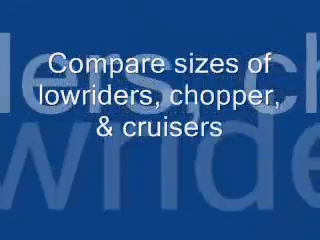 Compare sizes of
lowriders, chopper,
& cruisers